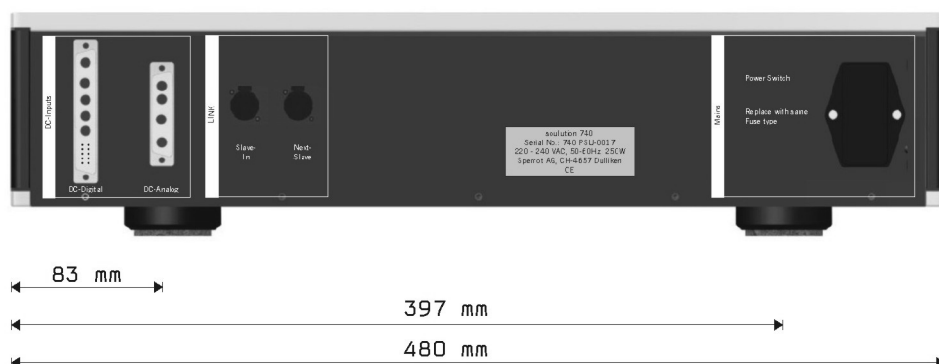 DC-Inputs
DC-Digital
DC-Analog
LINK
Slave-
In
Next-
Slave
soulution 740
Serial No.: 740 PSU-0017
220 - 240 VAC, 50-60Hz 250W
Spemot AG, CH-4657 Dulliken
CE
Mains
Power Switch
Replace with same
Fuse type
83 mm
397 mm
480 mm